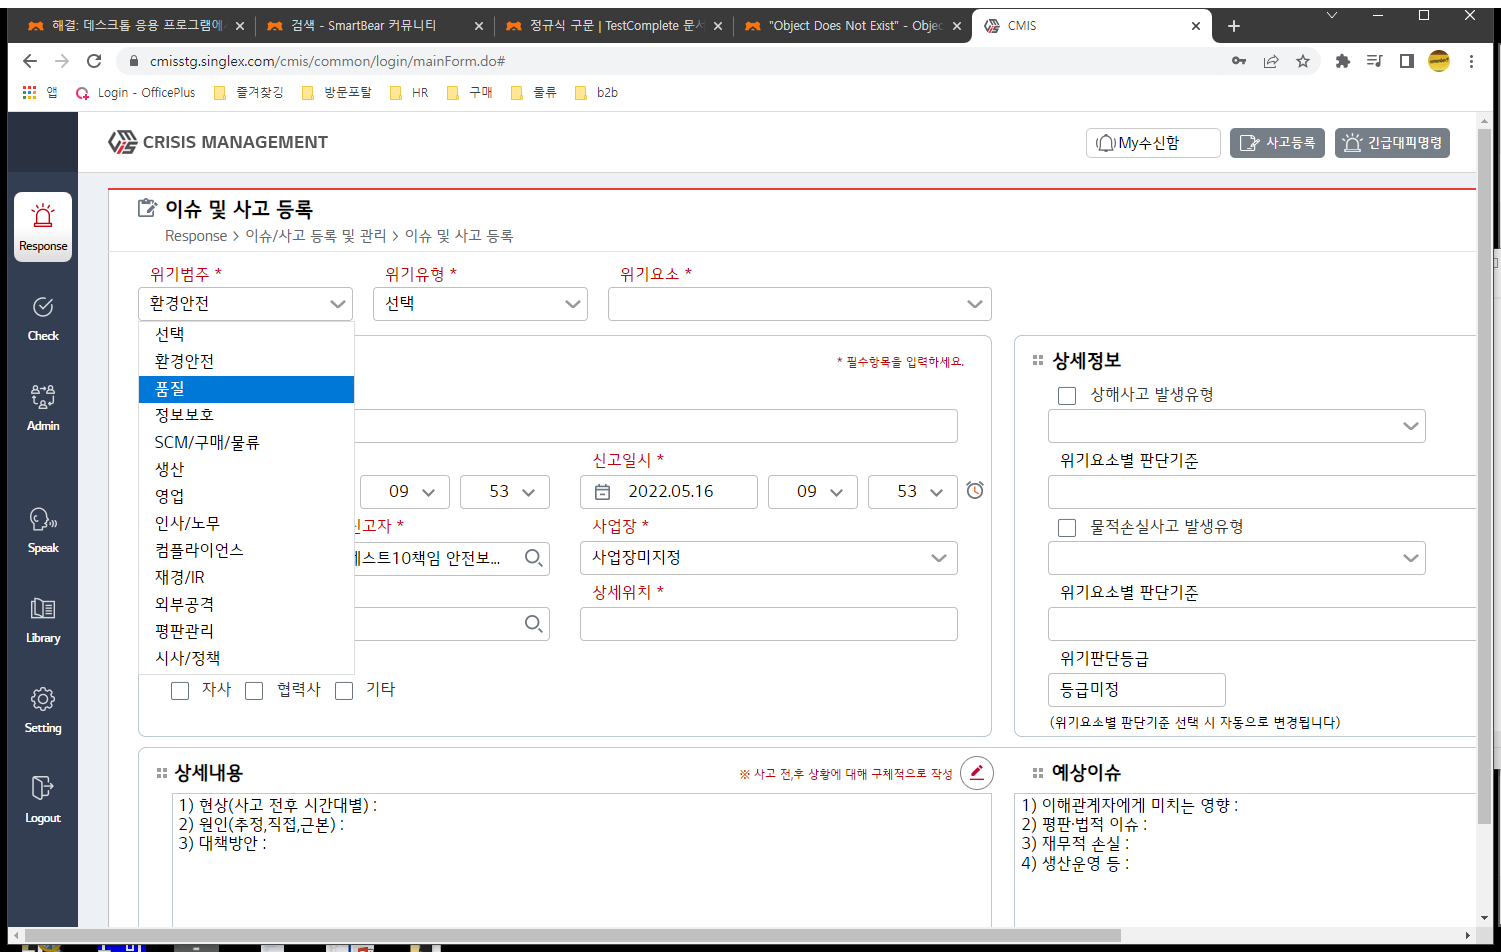 해결: 데스크톱 응용 프로그램에
검색 - SmartBear 커뮤니티
정규식 구문 | TestComplete 문서
"Object Does Not Exist" - Objec
CMIS
cmisstg.singlex.com/cmis/common/login/mainForm.do#
앱
Login - OfficePlus
즐겨찾깅
방문포탈
HR
구매
물류
b2b
CRISIS MANAGEMENT
My수신함
사고등록
긴급대피명령
Response
Check
Admin
Speak
Library
Setting
Logout
이슈 및 사고 등록
Response > 이슈/사고 등록 및 관리 > 이슈 및 사고 등록
위기범주 *
위기유형 *
위기요소 *
환경안전
선택
선택
환경안전
품질
정보보호
SCM/구매/물류
생산
영업
인사/노무
컴플라이언스
재경/IR
외부공격
평판관리
시사/정책
* 필수항목을 입력하세요.
신고일시 *
09
53
2022.05.16
09
53
신고자 *
사업장 *
테스트10책임 안전보...
사업장미지정
상세위치 *
자사
협력사
기타
상세정보
상해사고 발생유형
위기요소별 판단기준
물적손실사고 발생유형
위기요소별 판단기준
위기판단등급
등급미정
(위기요소별 판단기준 선택 시 자동으로 변경됩니다)
상세내용
※ 사고 전,후 상황에 대해 구체적으로 작성
1) 현상(사고 전후 시간대별) :
2) 원인(추정,직접,근본) :
3) 대책방안 :
예상이슈
1) 이해관계자에게 미치는 영향 :
2) 평판·법적 이슈 :
3) 재무적 손실 :
4) 생산운영 등 :